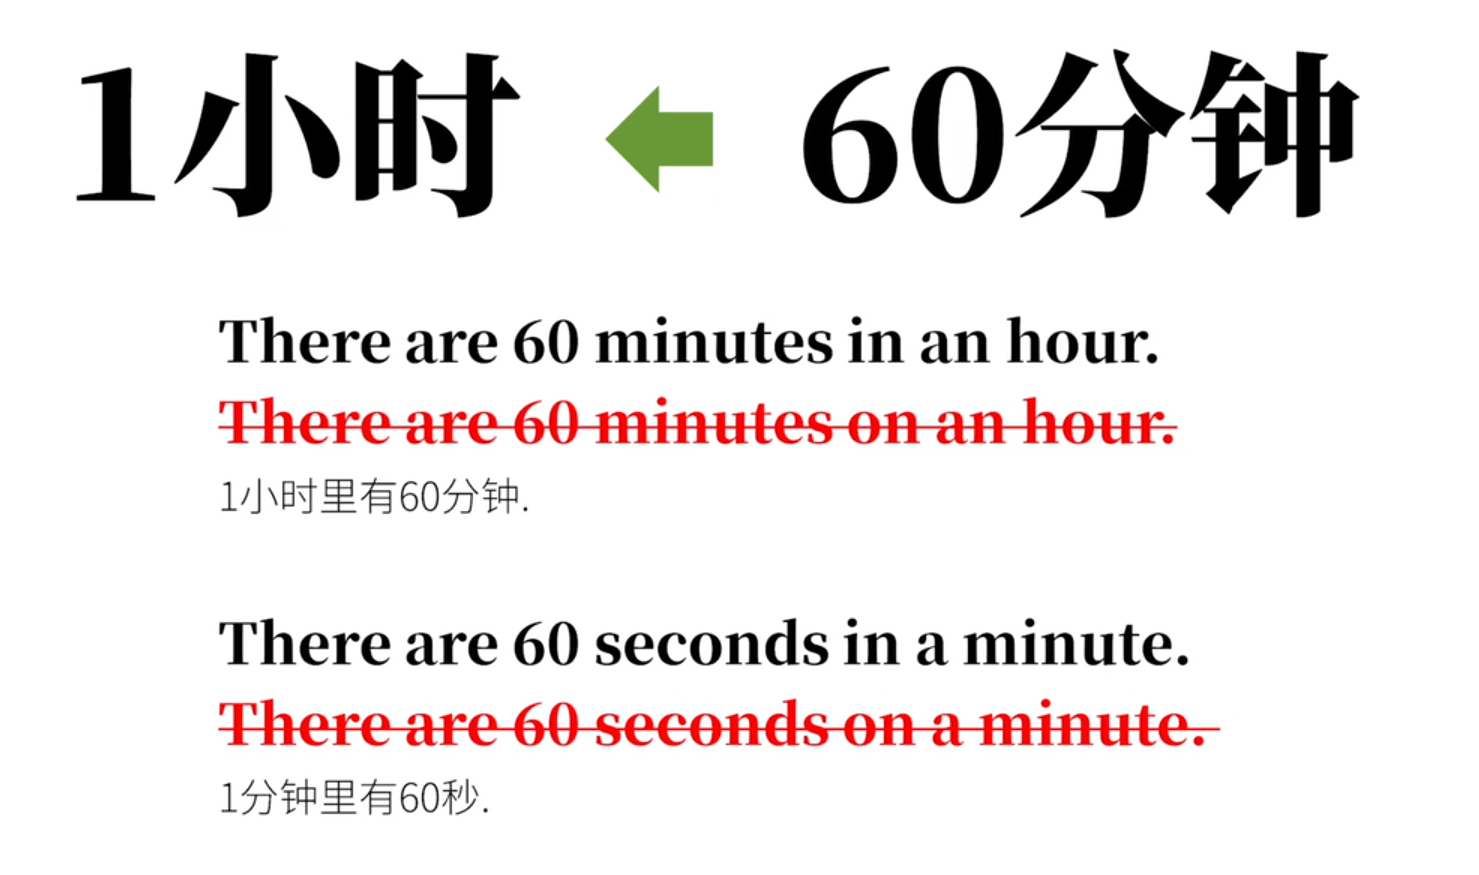 1小时 60分钟
There are 60 minutes in an hour.
There are 60 minutes on an hour.
1小时里有60分钟.
There are 60 seconds in a minute.
There are 60 seconds on a minute.
1分钟里有60秒.